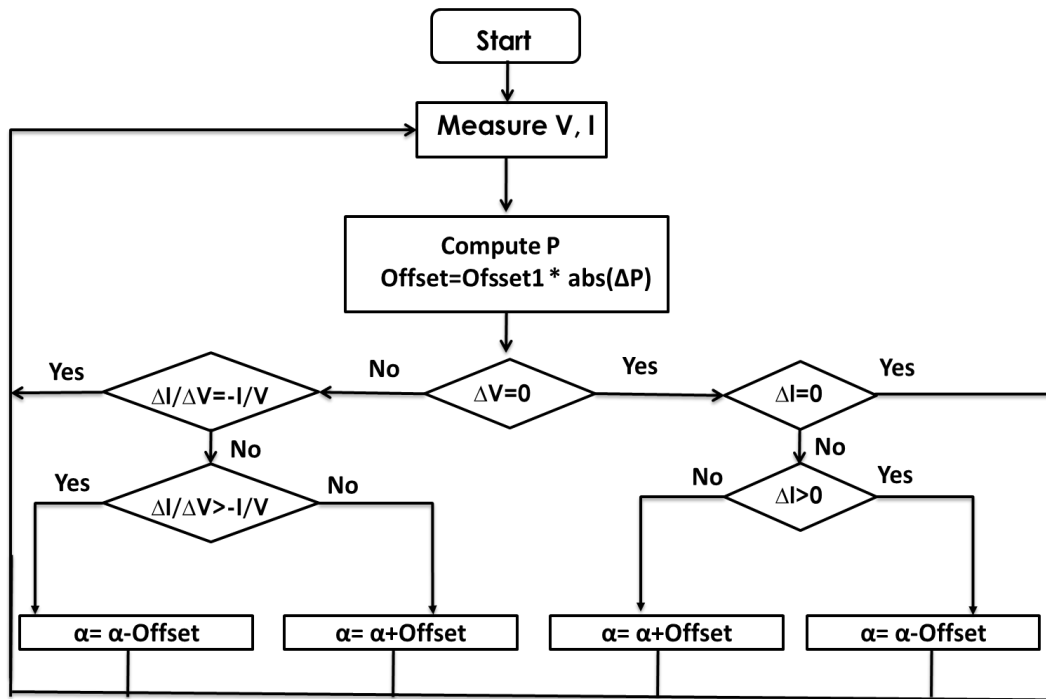 Start
Measure V, I
Compute P
Offset=Ofsset1 * abs(ΔP)
Yes
ΔI/ΔV=-I/V
No
ΔV=0
Yes
ΔI=0
Yes
No
No
Yes
ΔI/ΔV>-I/V
No
No
ΔI>0
Yes
α= α-Offset
α= α+Offset
α= α+Offset
α= α-Offset